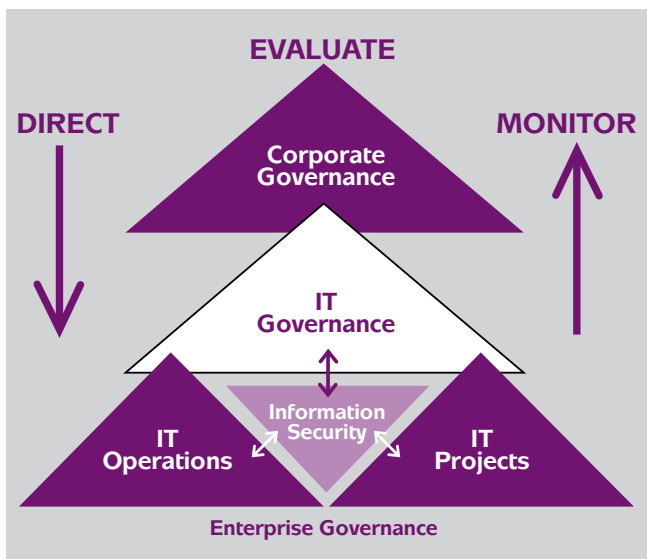 EVALUATE
DIRECT
MONITOR
Corporate
Governance
IT
Governance
Information
Security
IT
Operations
IT
Projects
Enterprise Governance